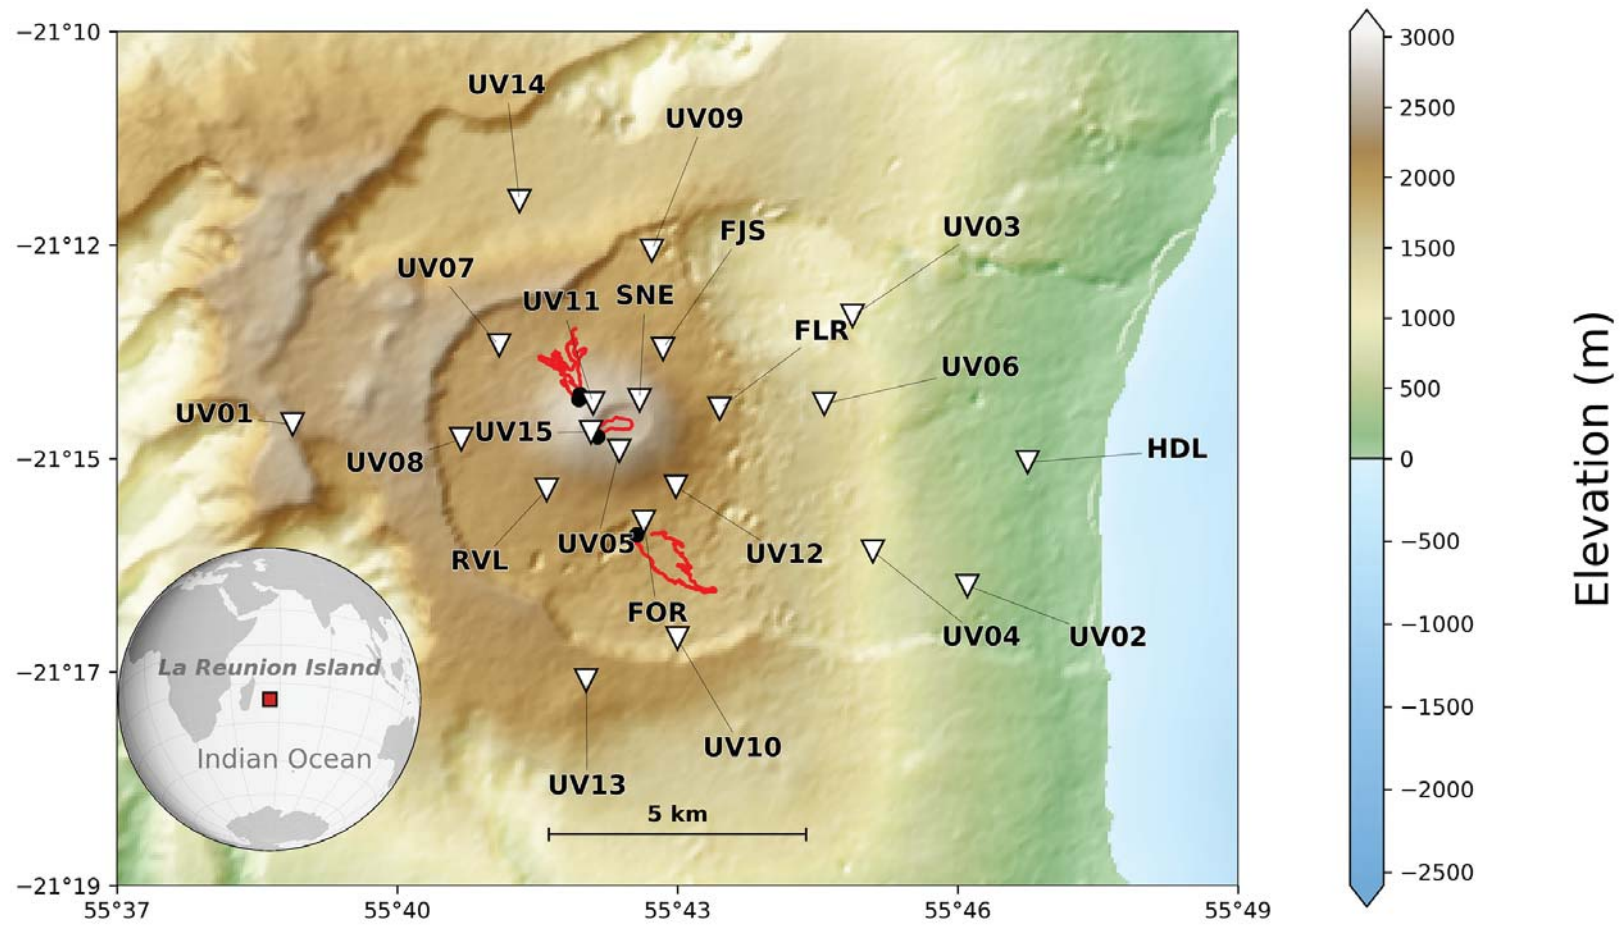 −21°10
−21°12
−21°15
−21°17
−21°19
55°37
55°40
55°43
55°46
55°49
UV14
UV09
FJS
UV03
UV07
UV11
SNE
FLR
UV06
UV01
UV15
UV08
HDL
RVL
UV05
UV12
FOR
UV04
UV02
UV10
UV13
5 km
La Reunion Island
Indian Ocean
3000
2500
2000
1500
1000
500
0
−500
−1000
−1500
−2000
−2500
Elevation (m)